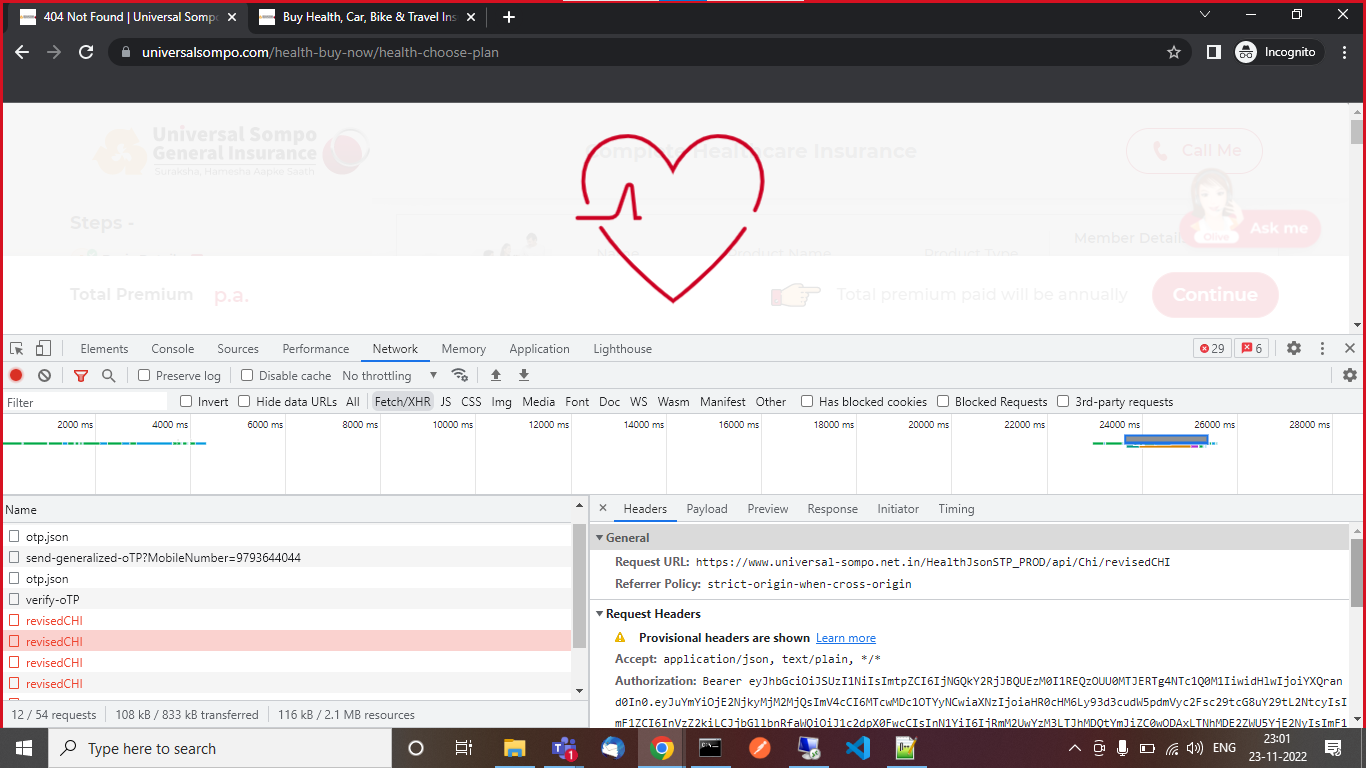 404 Not Found | Universal Sompo
Buy Health, Car, Bike & Travel Ins
universalsompo.com/health-buy-now/health-choose-plan
Incognito
Universal Sompo
General Insurance
Suraksha, Hamesha Aapke Saath
Complete Healthcare Insurance
Call Me
Steps -
Name
Product Name
Product Type
Member Details
Ask me
Olive
Total Premium p.a.
Total premium paid will be annually
Continue
Elements Console Sources Performance Network Memory Application Lighthouse 29 6
Preserve log Disable cache No throttling
Filter Invert Hide data URLs All Fetch/XHR JS CSS Img Media Font Doc WS Wasm Manifest Other Has blocked cookies Blocked Requests 3rd-party requests
2000 ms 4000 ms 6000 ms 8000 ms 10000 ms 12000 ms 14000 ms 16000 ms 18000 ms 20000 ms 22000 ms 24000 ms 26000 ms 28000 ms
Name
otp.json
send-generalized-oTP?MobileNumber=9793644044
otp.json
verify-oTP
revisedCHI
revisedCHI
revisedCHI
revisedCHI
12 / 54 requests 108 kB / 833 kB transferred 116 kB / 2.1 MB resources
Headers Payload Preview Response Initiator Timing
General
Request URL: https://www.universal-sompo.net.in/HealthJsonSTP_PROD/api/Chi/revisedCHI
Referrer Policy: strict-origin-when-cross-origin
Request Headers
Provisional headers are shown Learn more
Accept: application/json, text/plain, */*
Authorization: Bearer
Type here to search
1
ENG
23:01
23-11-2022